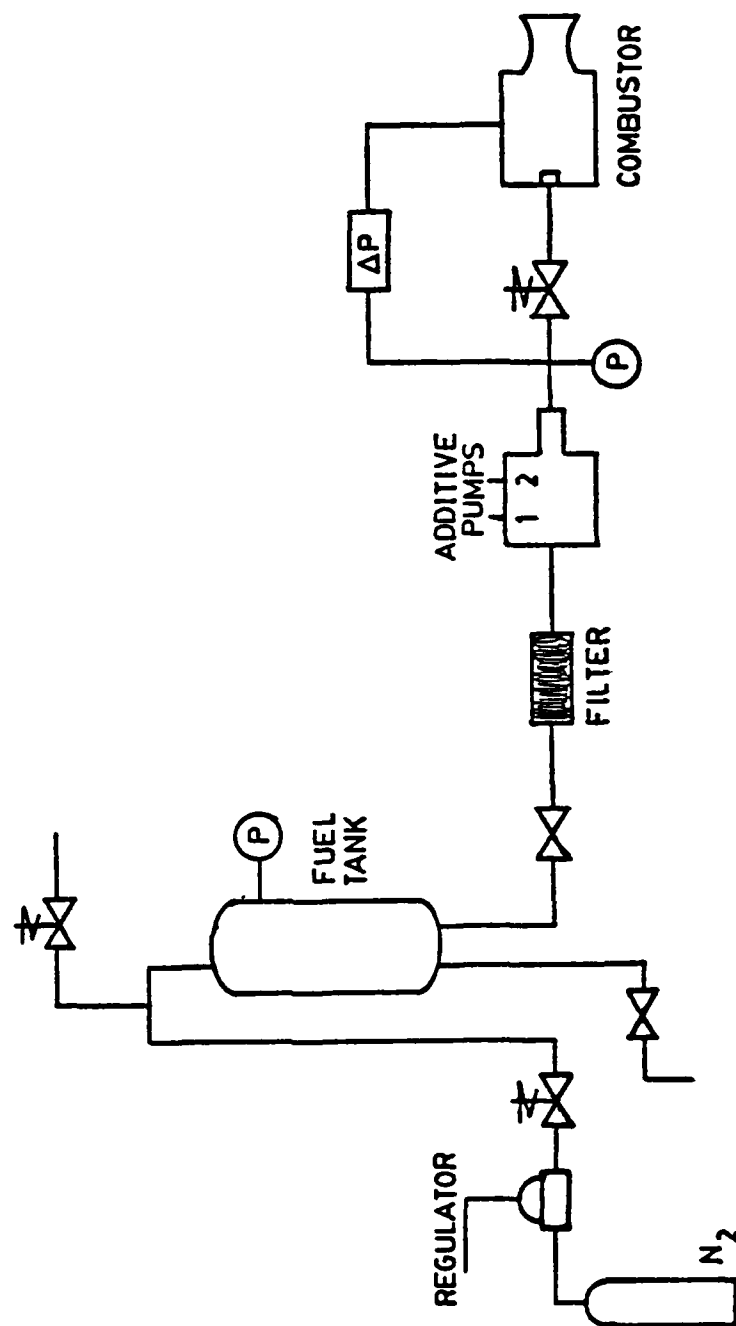 REGULATOR
N2
P
FUEL
TANK
FILTER
ADDITIVE
PUMPS
1 2
P
ΔP
COMBUSTOR